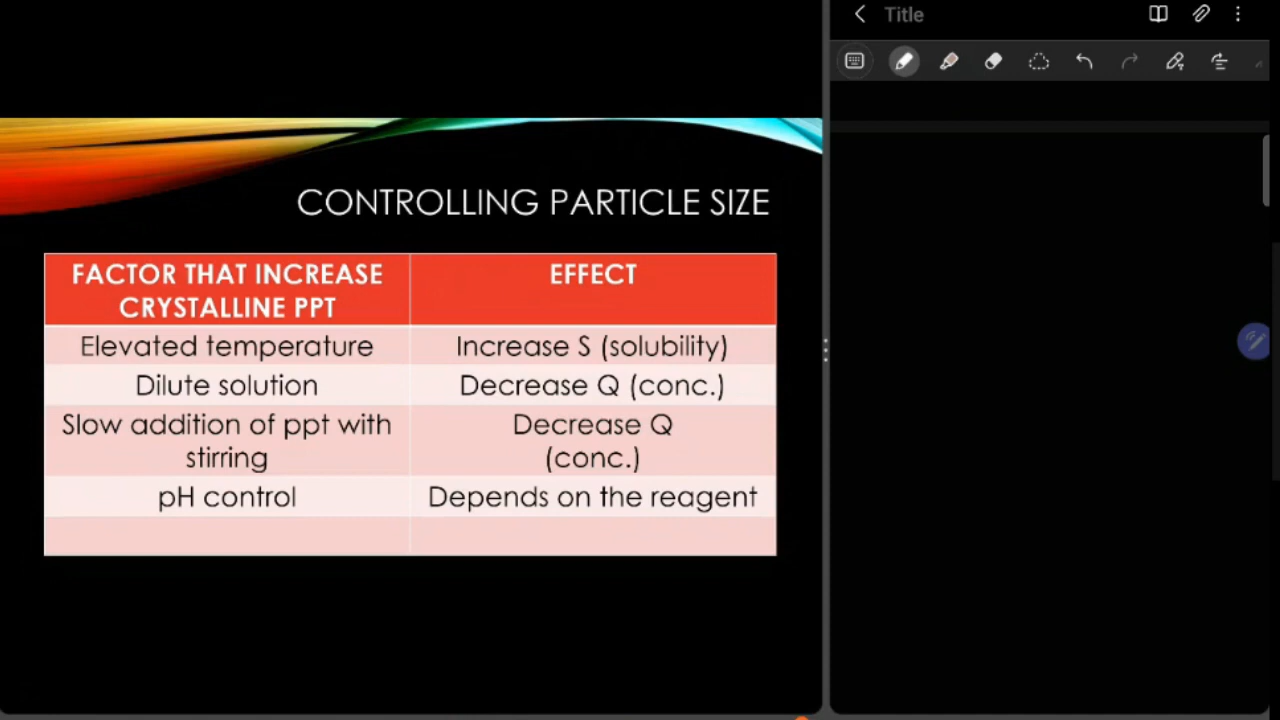 Title
CONTROLLING PARTICLE SIZE
FACTOR THAT INCREASE
CRYSTALLINE PPT
EFFECT
Elevated temperature
Increase S (solubility)
Dilute solution
Decrease Q (conc.)
Slow addition of ppt with
stirring
Decrease Q
(conc.)
pH control
Depends on the reagent